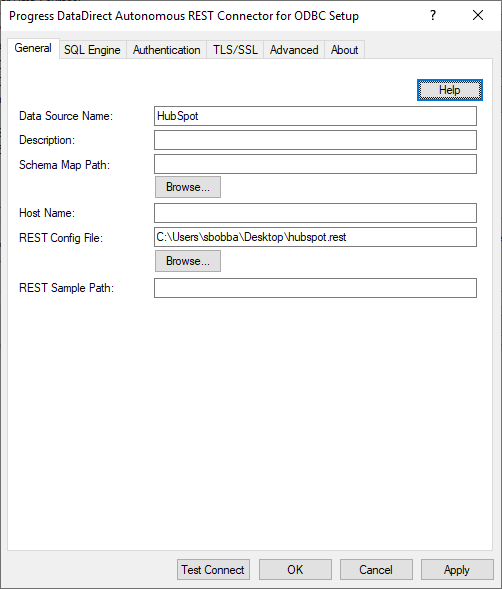 Progress DataDirect Autonomous REST Connector for ODBC Setup ?
General SQL Engine Authentication TLS/SSL Advanced About
Help
Data Source Name: HubSpot
Description:
Schema Map Path:
Browse...
Host Name:
REST Config File: C:\Users\sbobba\Desktop\hubspot.rest
Browse...
REST Sample Path:
Test Connect OK Cancel Apply